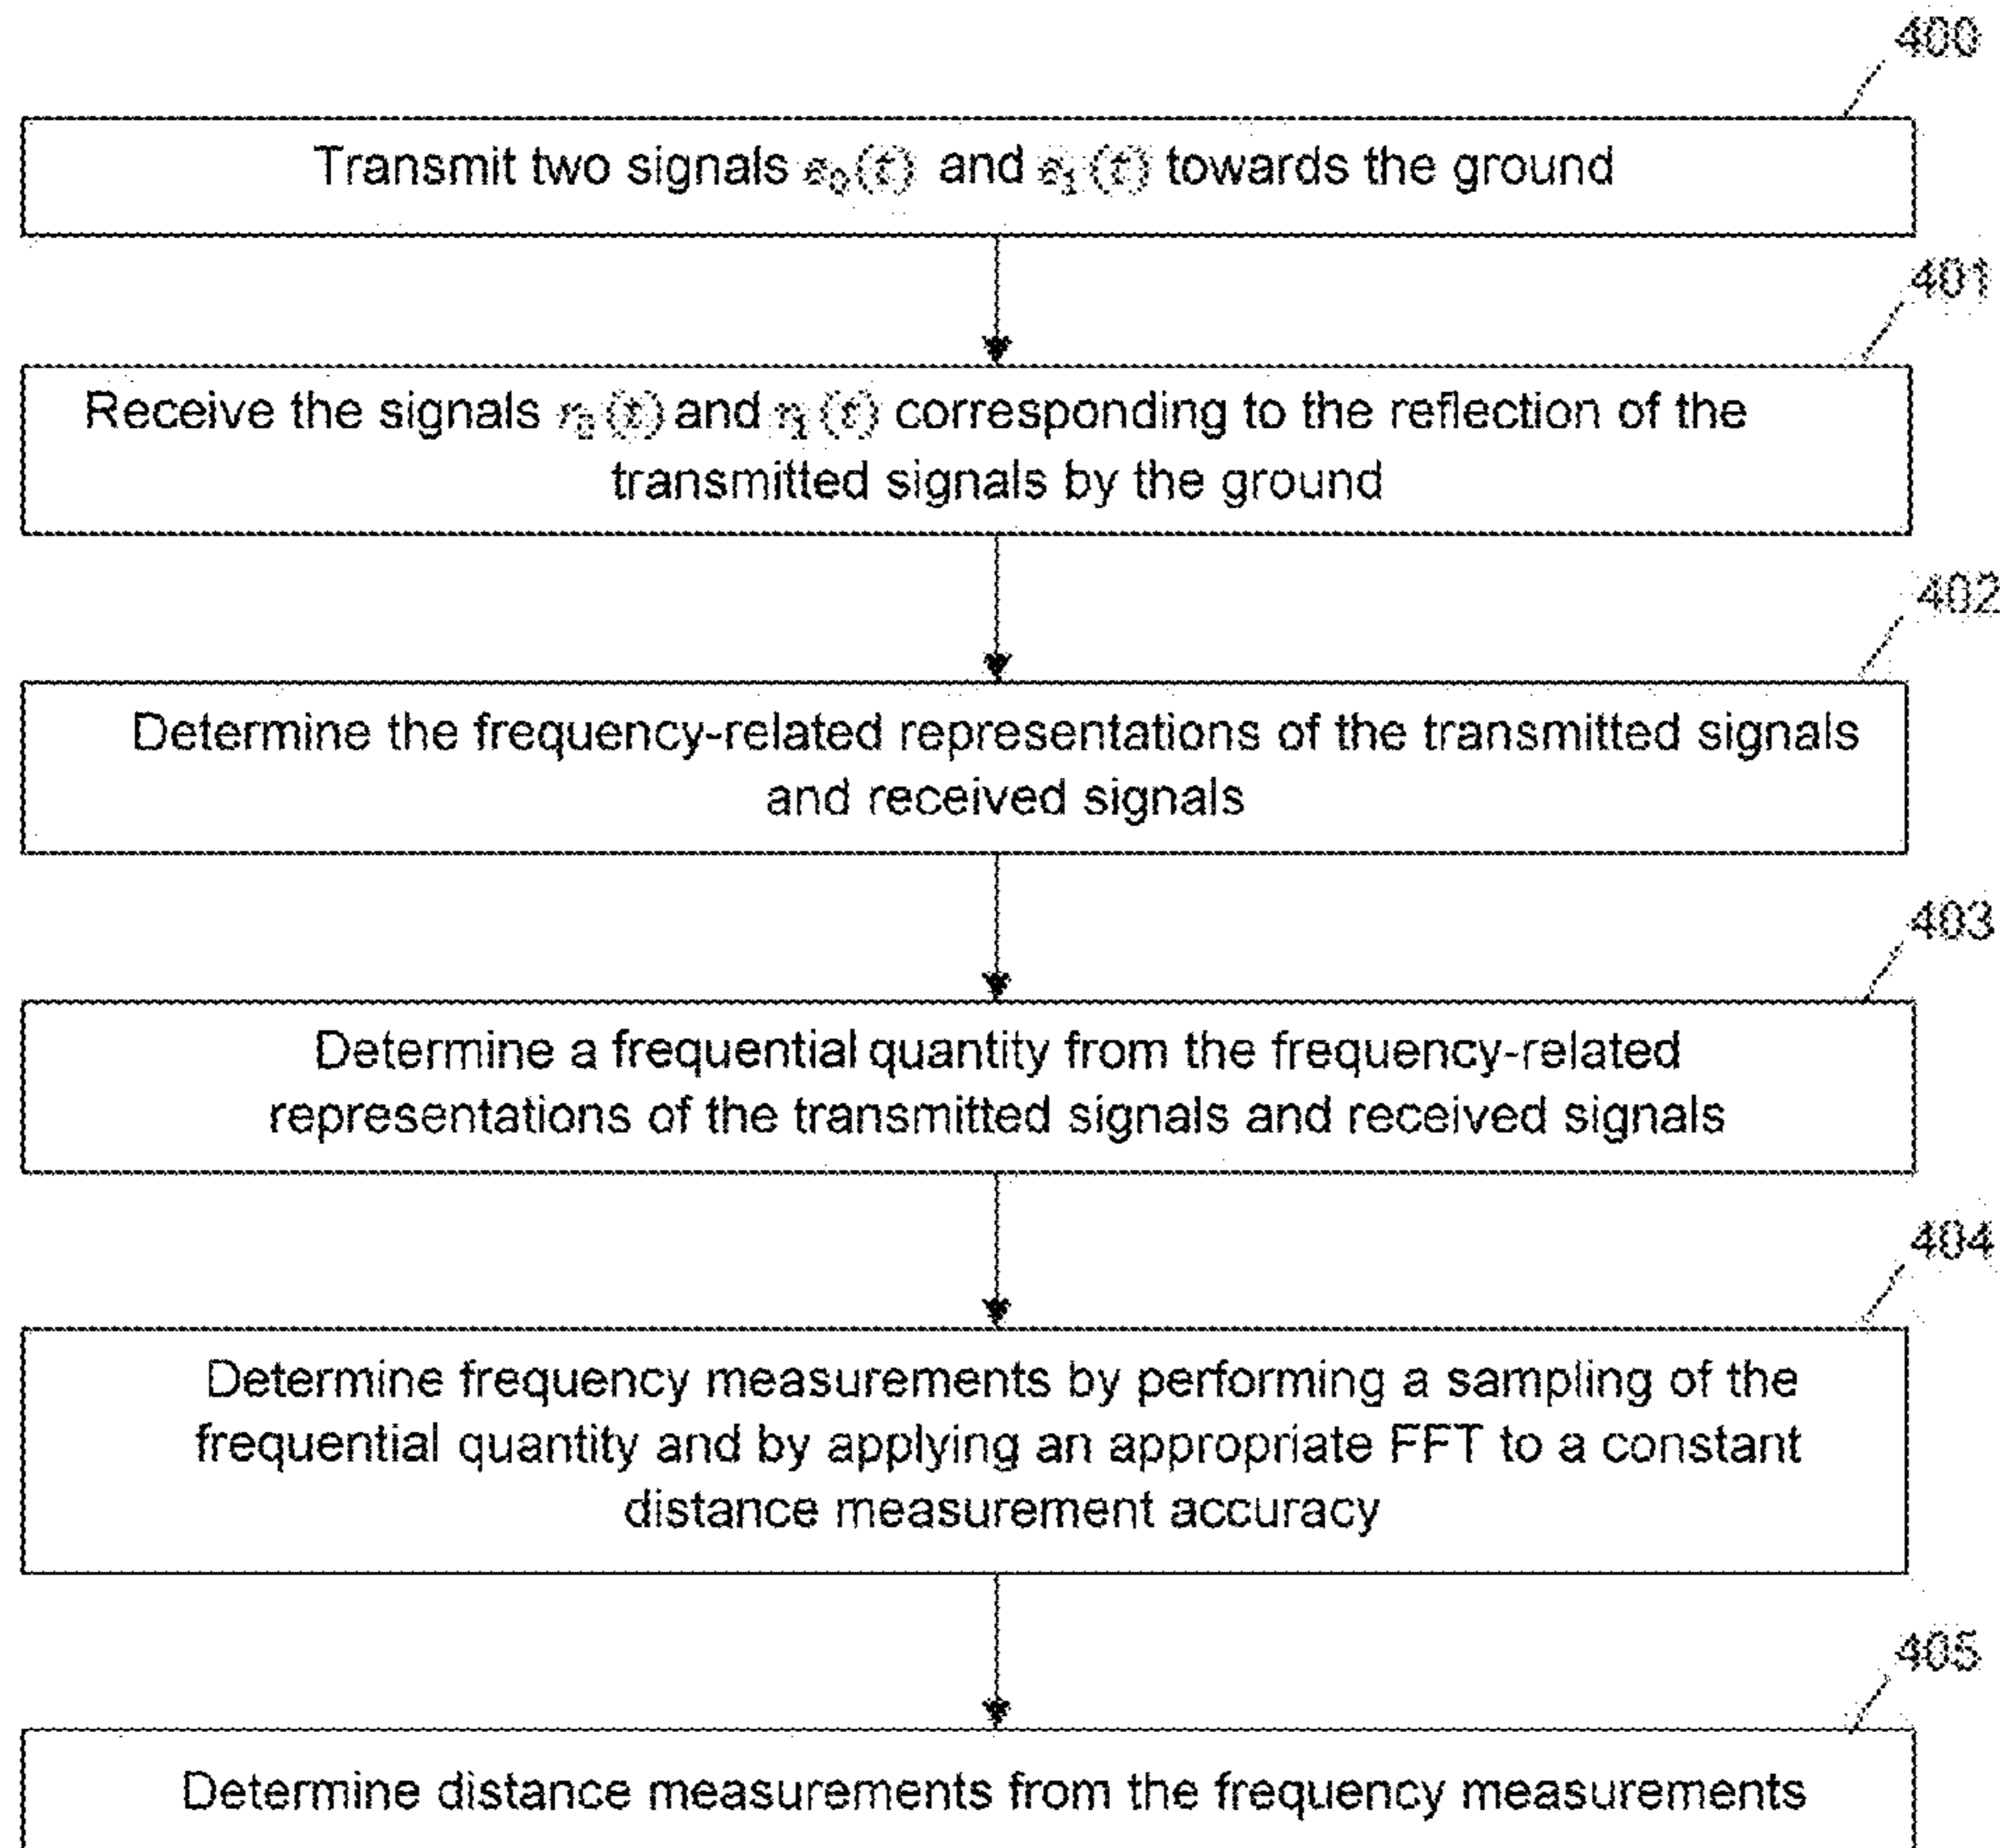 400
Transmit two signals e₀(t) and e₁(t) towards the ground
401
Receive the signals r₀(t) and r₁(t) corresponding to the reflection of the
transmitted signals by the ground
402
Determine the frequency-related representations of the transmitted signals
and received signals
403
Determine a frequential quantity from the frequency-related
representations of the transmitted signals and received signals
404
Determine frequency measurements by performing a sampling of the
frequential quantity and by applying an appropriate FFT to a constant
distance measurement accuracy
405
Determine distance measurements from the frequency measurements